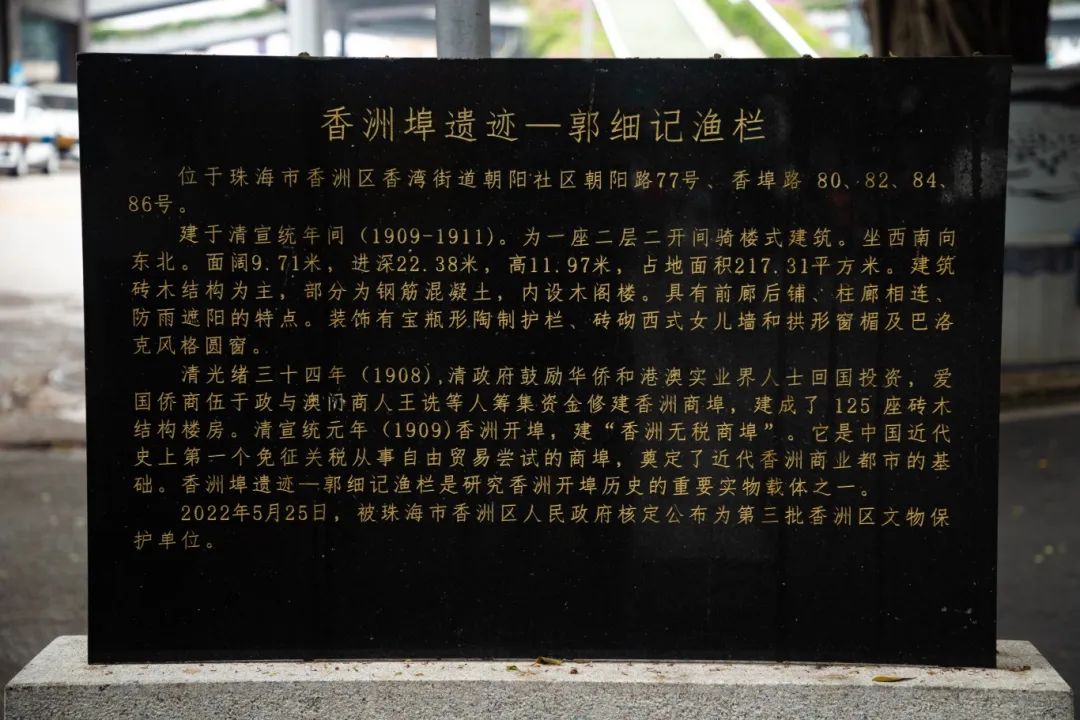 香洲埠遗迹—郭细记渔栏
位于珠海市香洲区香湾街道朝阳社区朝阳路77号、香埠路 80、82、84、
86号。
建于清宣统年间（1909-1911)。为一座二层二开间骑楼式建筑。坐西南向
东北。面阔9.71米，进深22.38米，高11.97米，占地面积217.31平方米。建筑
砖木结构为主，部分为钢筋混凝土，内设木阁楼。具有前廊后铺、柱廊相连、
防雨遮阳的特点。装饰有宝瓶形陶制护栏、砖砌西式女儿墙和拱形窗楣及巴洛
克风格圆窗。
清光绪三十四年（1908),清政府鼓励华侨和港澳实业界人士回国投资，爱
国侨商伍于政与澳门商人王诜等人筹集资金修建香洲商埠，建成了 125 座砖木
结构楼房。清宣统元年（1909)香洲开埠，建“香洲无税商埠”。它是中国近代
史上第一个免征关税从事自由贸易尝试的商埠，奠定了近代香洲商业都市的基
础。香洲埠遗迹—郭细记渔栏是研究香洲开埠历史的重要实物载体之一。
2022年5月25日，被珠海市香洲区人民政府核定公布为第三批香洲区文物保
护单位。